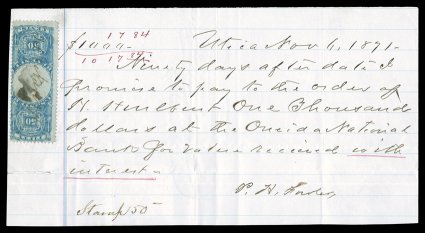 17 84
$1000 Utica Nov 6, 1871-
10 17 84
Ninety days after date I
promise to pay to the order of
H Hurlburt One Thousand
dollars at the Oneida National
Bank for value received with
interest-
P. H.
Stamp 50